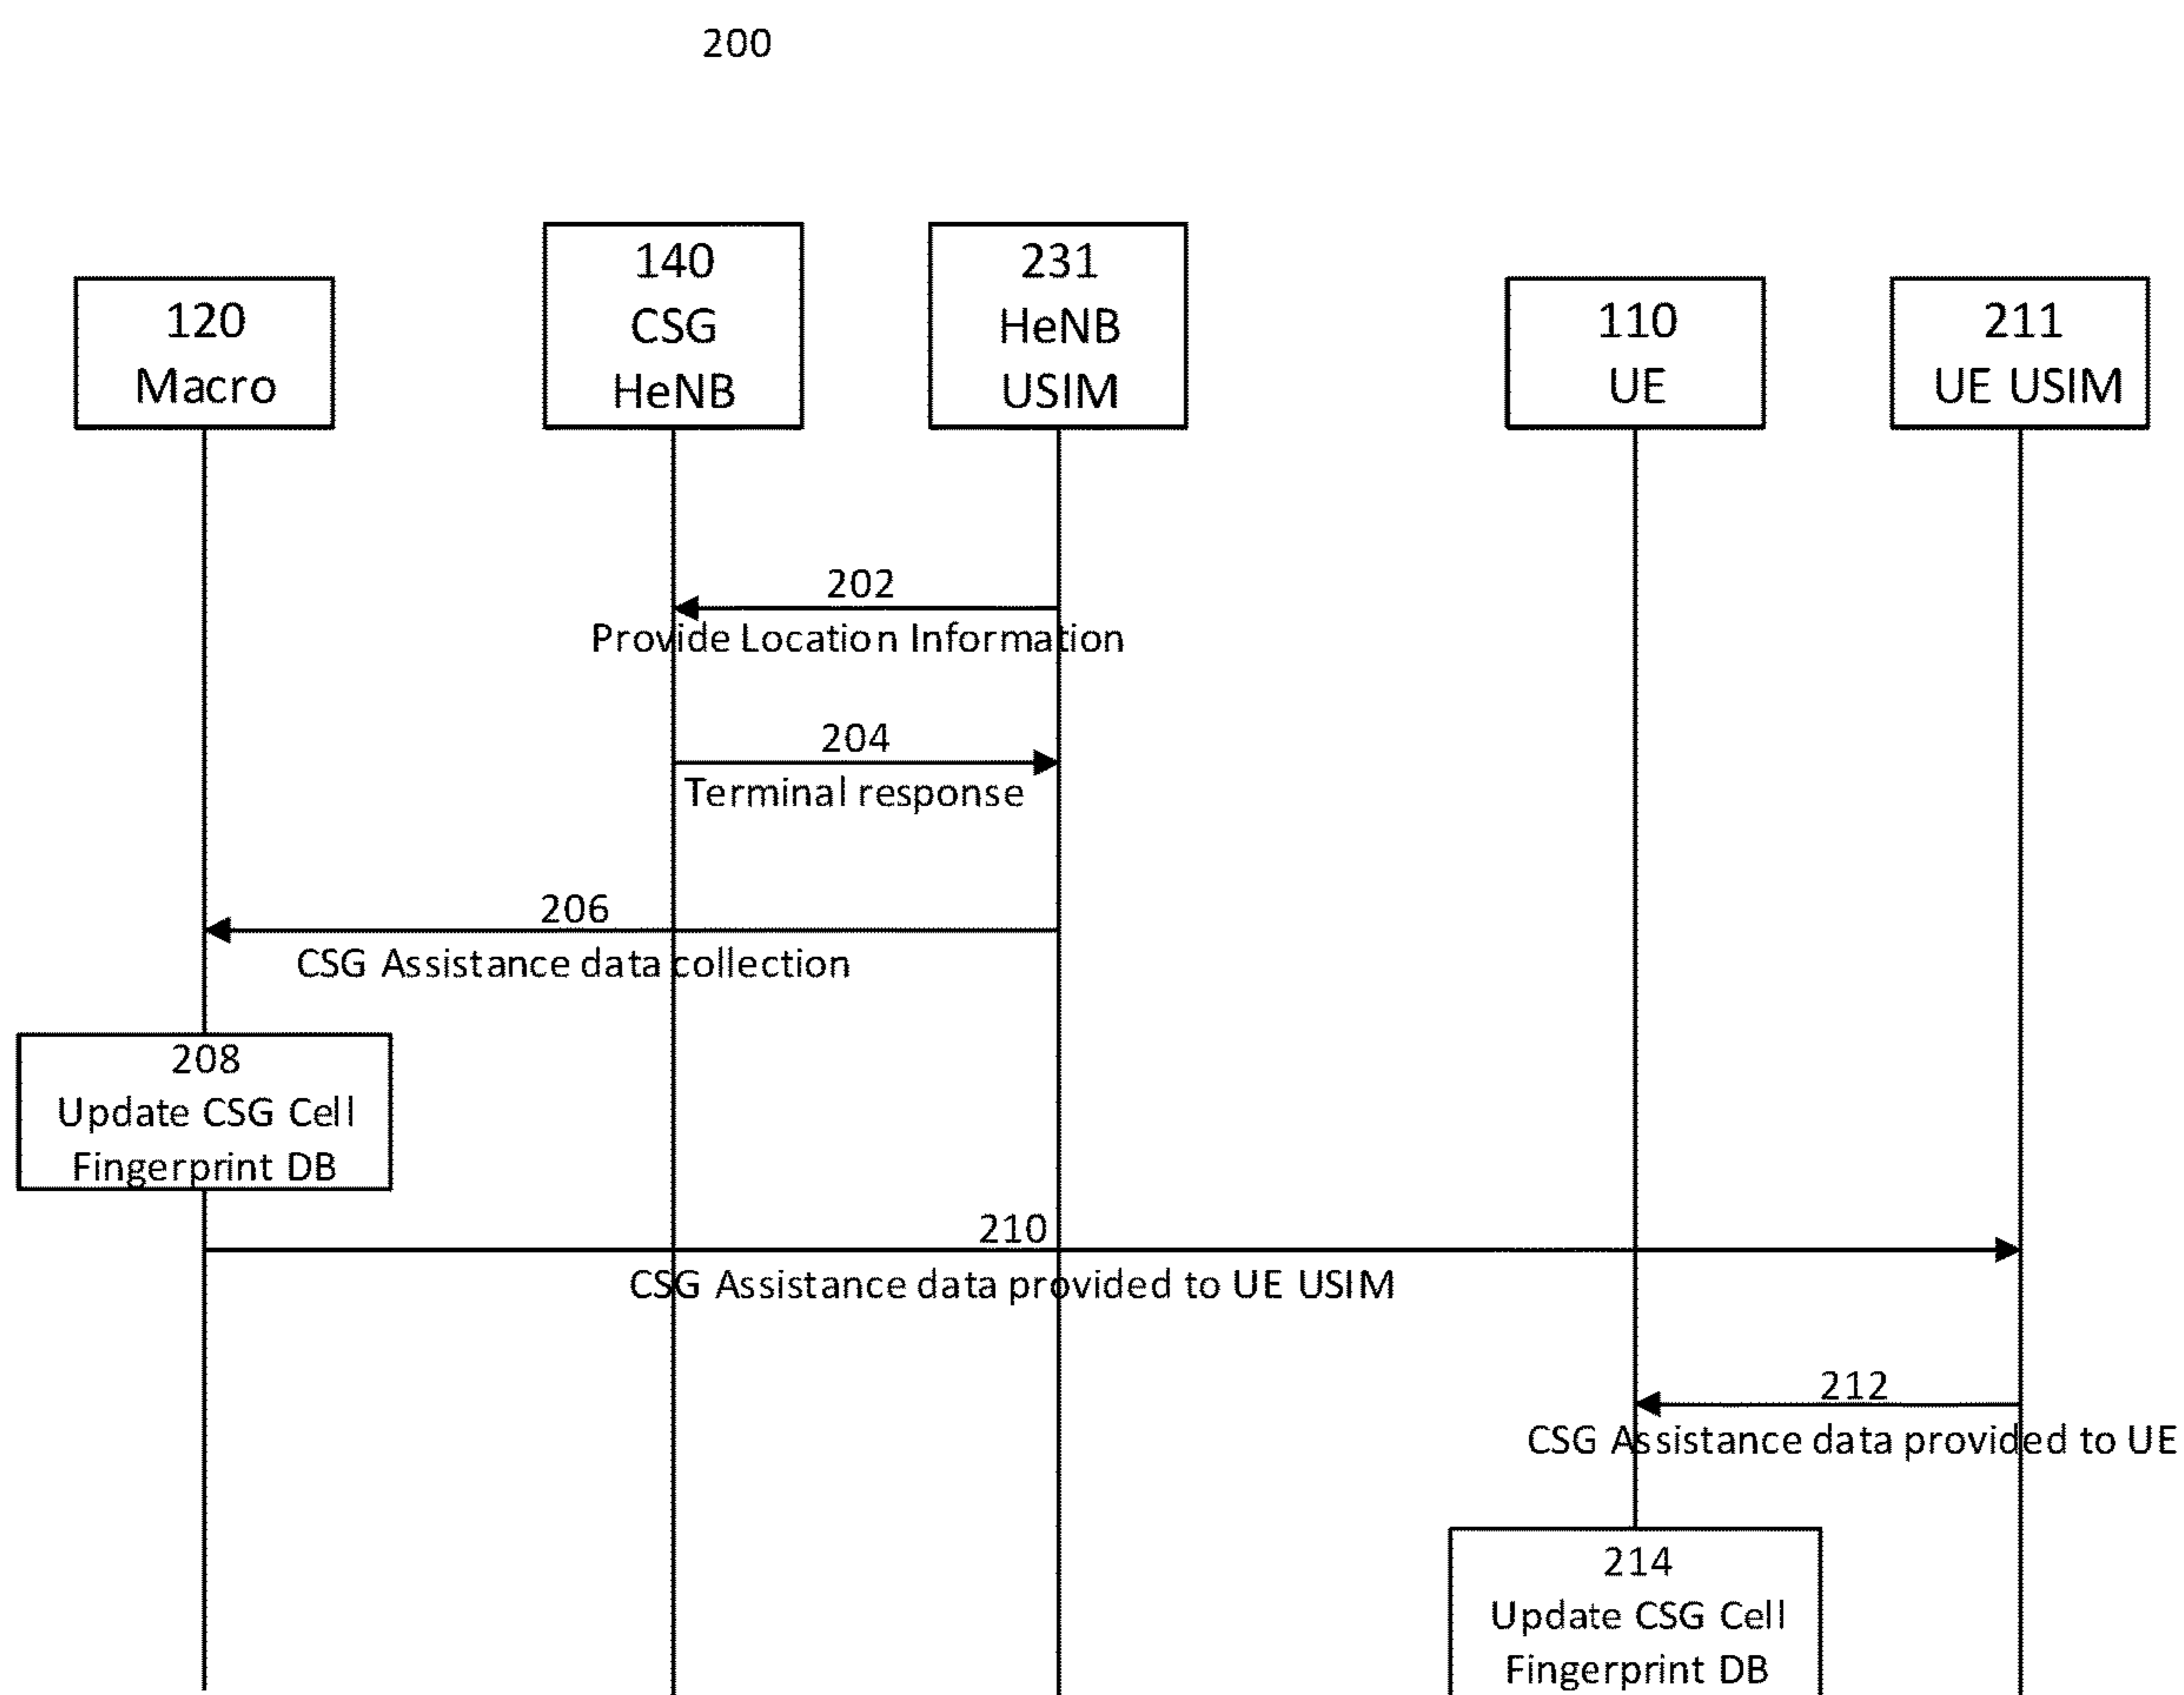 200
120
Macro
140
CSG
HeNB
231
HeNB
USIM
110
UE
211
UE USIM
202
Provide Location Information
204
Terminal response
206
CSG Assistance data collection
208
Update CSG Cell
Fingerprint DB
210
CSG Assistance data provided to UE USIM
212
CSG Assistance data provided to UE
214
Update CSG Cell
Fingerprint DB